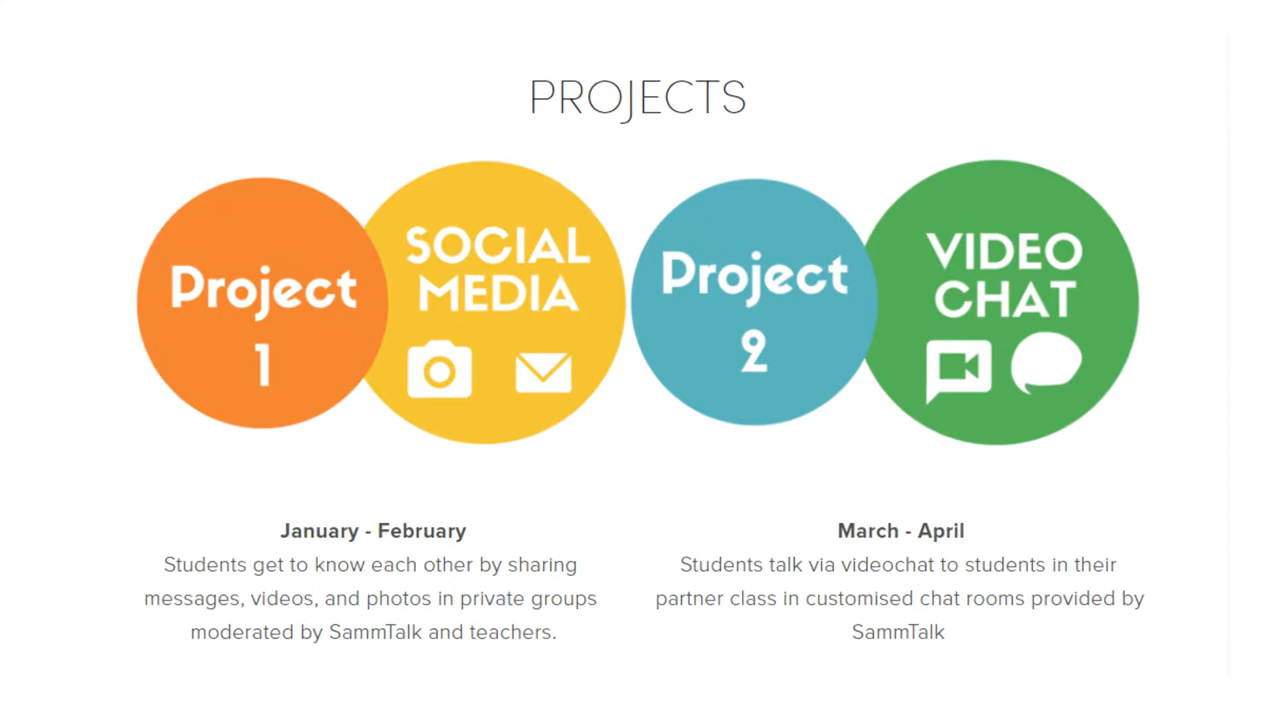 PROJECTS
Project
1
SOCIAL
MEDIA
Project
2
VIDEO
CHAT
January - February
Students get to know each other by sharing
messages, videos, and photos in private groups
moderated by SammTalk and teachers.
March - April
Students talk via videochat to students in their
partner class in customised chat rooms provided by
SammTalk